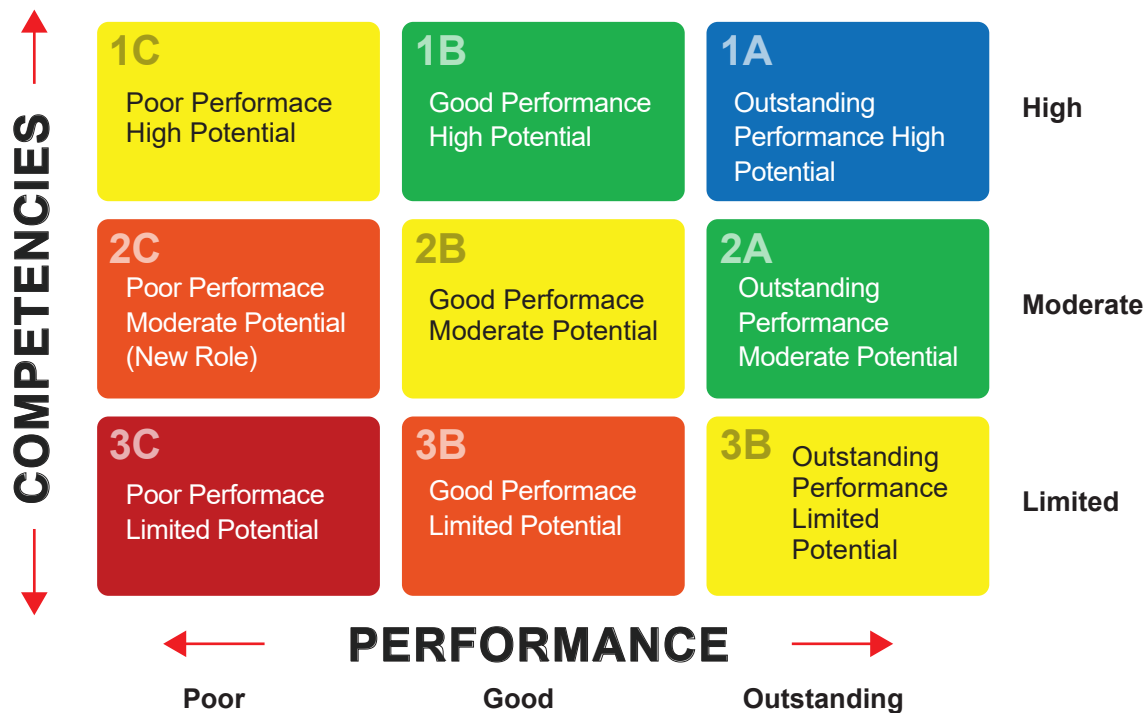 COMPETENCIES
1C
Poor Performace
High Potential
1B
Good Performance
High Potential
1A
Outstanding
Performance High
Potential
High
2C
Poor Performace
Moderate Potential
(New Role)
2B
Good Performace
Moderate Potential
2A
Outstanding
Performance
Moderate Potential
Moderate
3C
Poor Performace
Limited Potential
3B
Good Performace
Limited Potential
3B
Outstanding
Performance
Limited
Potential
Limited
PERFORMANCE
Poor
Good
Outstanding